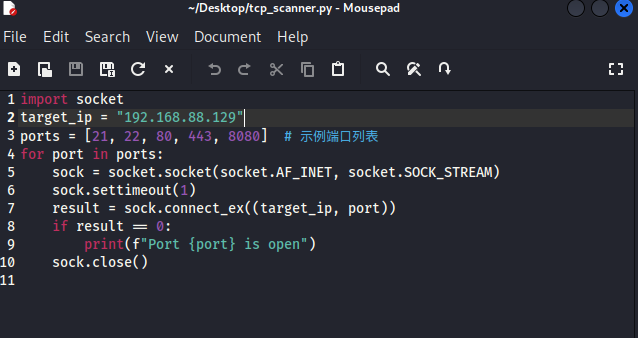 ~/Desktop/tcp_scanner.py - Mousepad
File Edit Search View Document Help
1 import socket
2 target_ip = "192.168.88.129"
3 ports = [21, 22, 80, 443, 8080]  # 示例端口列表
4 for port in ports:
5     sock = socket.socket(socket.AF_INET, socket.SOCK_STREAM)
6     sock.settimeout(1)
7     result = sock.connect_ex((target_ip, port))
8     if result == 0:
9         print(f"Port {port} is open")
10     sock.close()
11